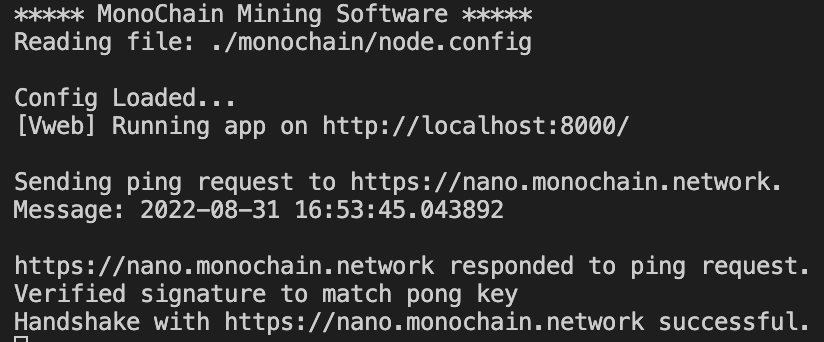 ***** MonoChain Mining Software *****
Reading file: ./monochain/node.config
Config Loaded...
[Vweb] Running app on http://localhost:8000/
Sending ping request to https://nano.monochain.network.
Message: 2022-08-31 16:53:45.043892
https://nano.monochain.network responded to ping request.
Verified signature to match pong key
Handshake with https://nano.monochain.network successful.